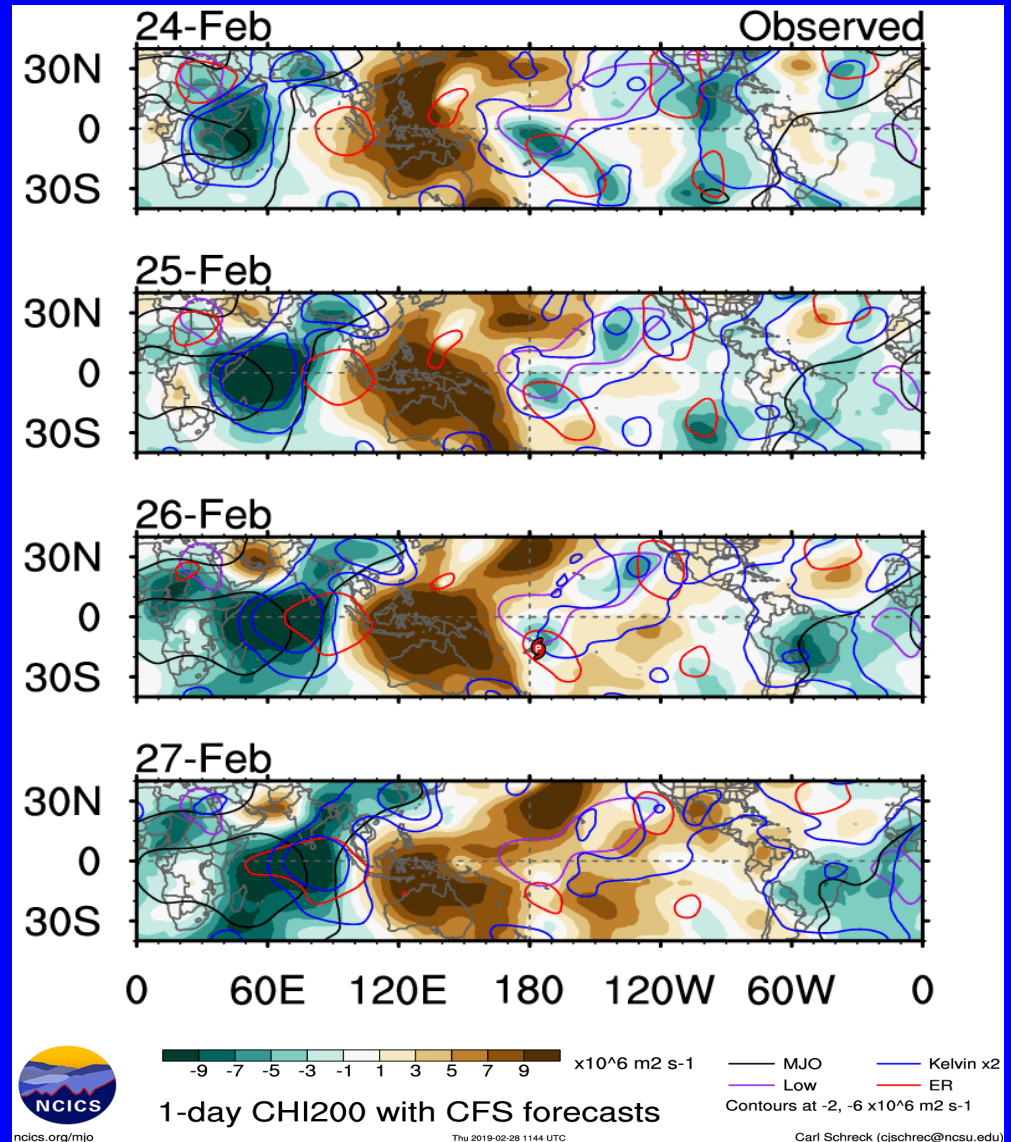 24-Feb Observed
30N
0
30S
25-Feb
30N
0
30S
26-Feb
30N
0
30S
P
27-Feb
30N
0
30S
0 60E 120E 180 120W 60W 0
-9 -7 -5 -3 -1 1 3 5 7 9 x10^6 m2 s-1
MJO Kelvin x2
Low ER
Contours at -2, -6 x10^6 m2 s-1
NCICS
1-day CHI200 with CFS forecasts
ncics.org/mjo Thu 2019-02-28 1144 UTC Carl Schreck (cjschrec@ncsu.edu)